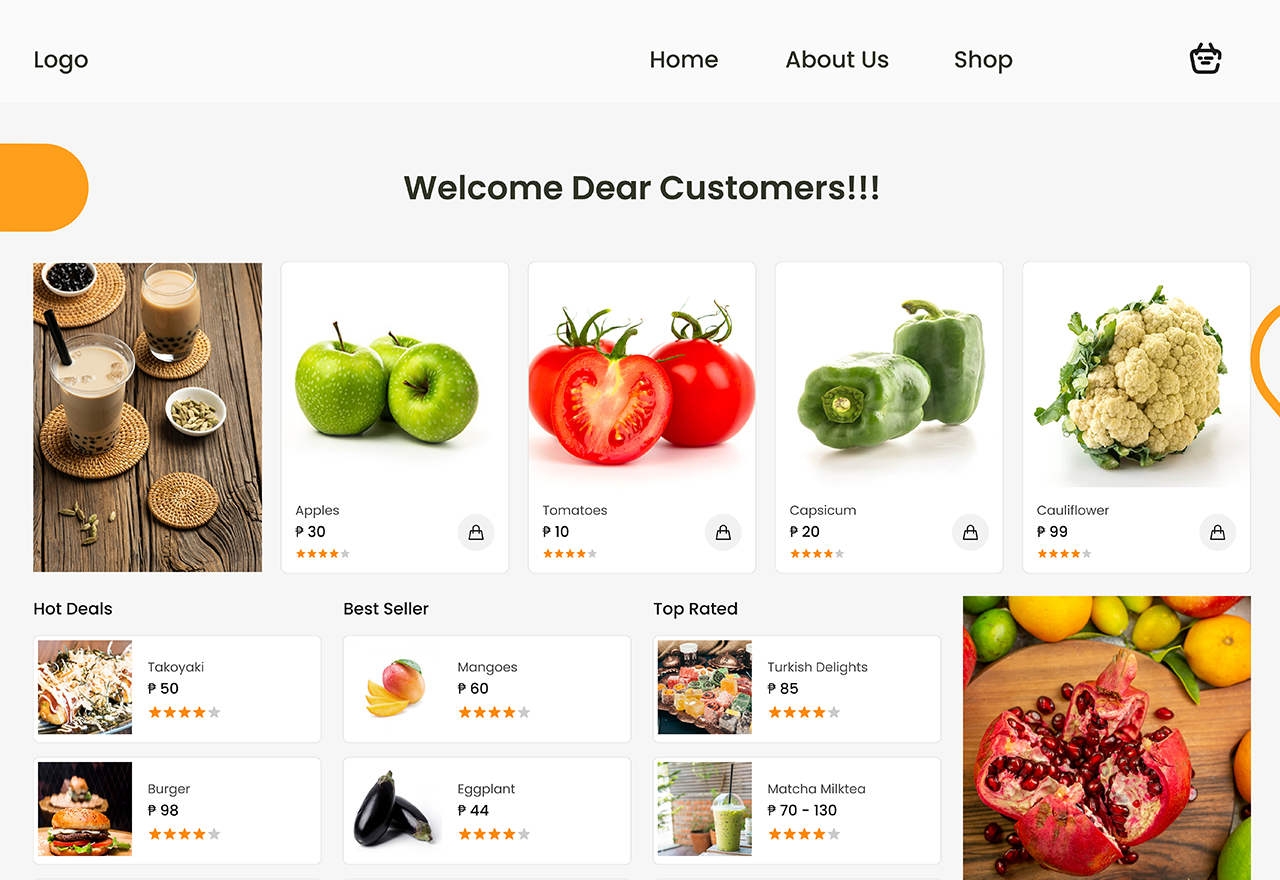 Logo
Home
About Us
Shop
Welcome Dear Customers!!!
Apples
₱ 30
Tomatoes
₱ 10
Capsicum
₱ 20
Cauliflower
₱ 99
Hot Deals
Takoyaki
₱ 50
Burger
₱ 98
Best Seller
Mangoes
₱ 60
Eggplant
₱ 44
Top Rated
Turkish Delights
₱ 85
Matcha Milktea
₱ 70 - 130